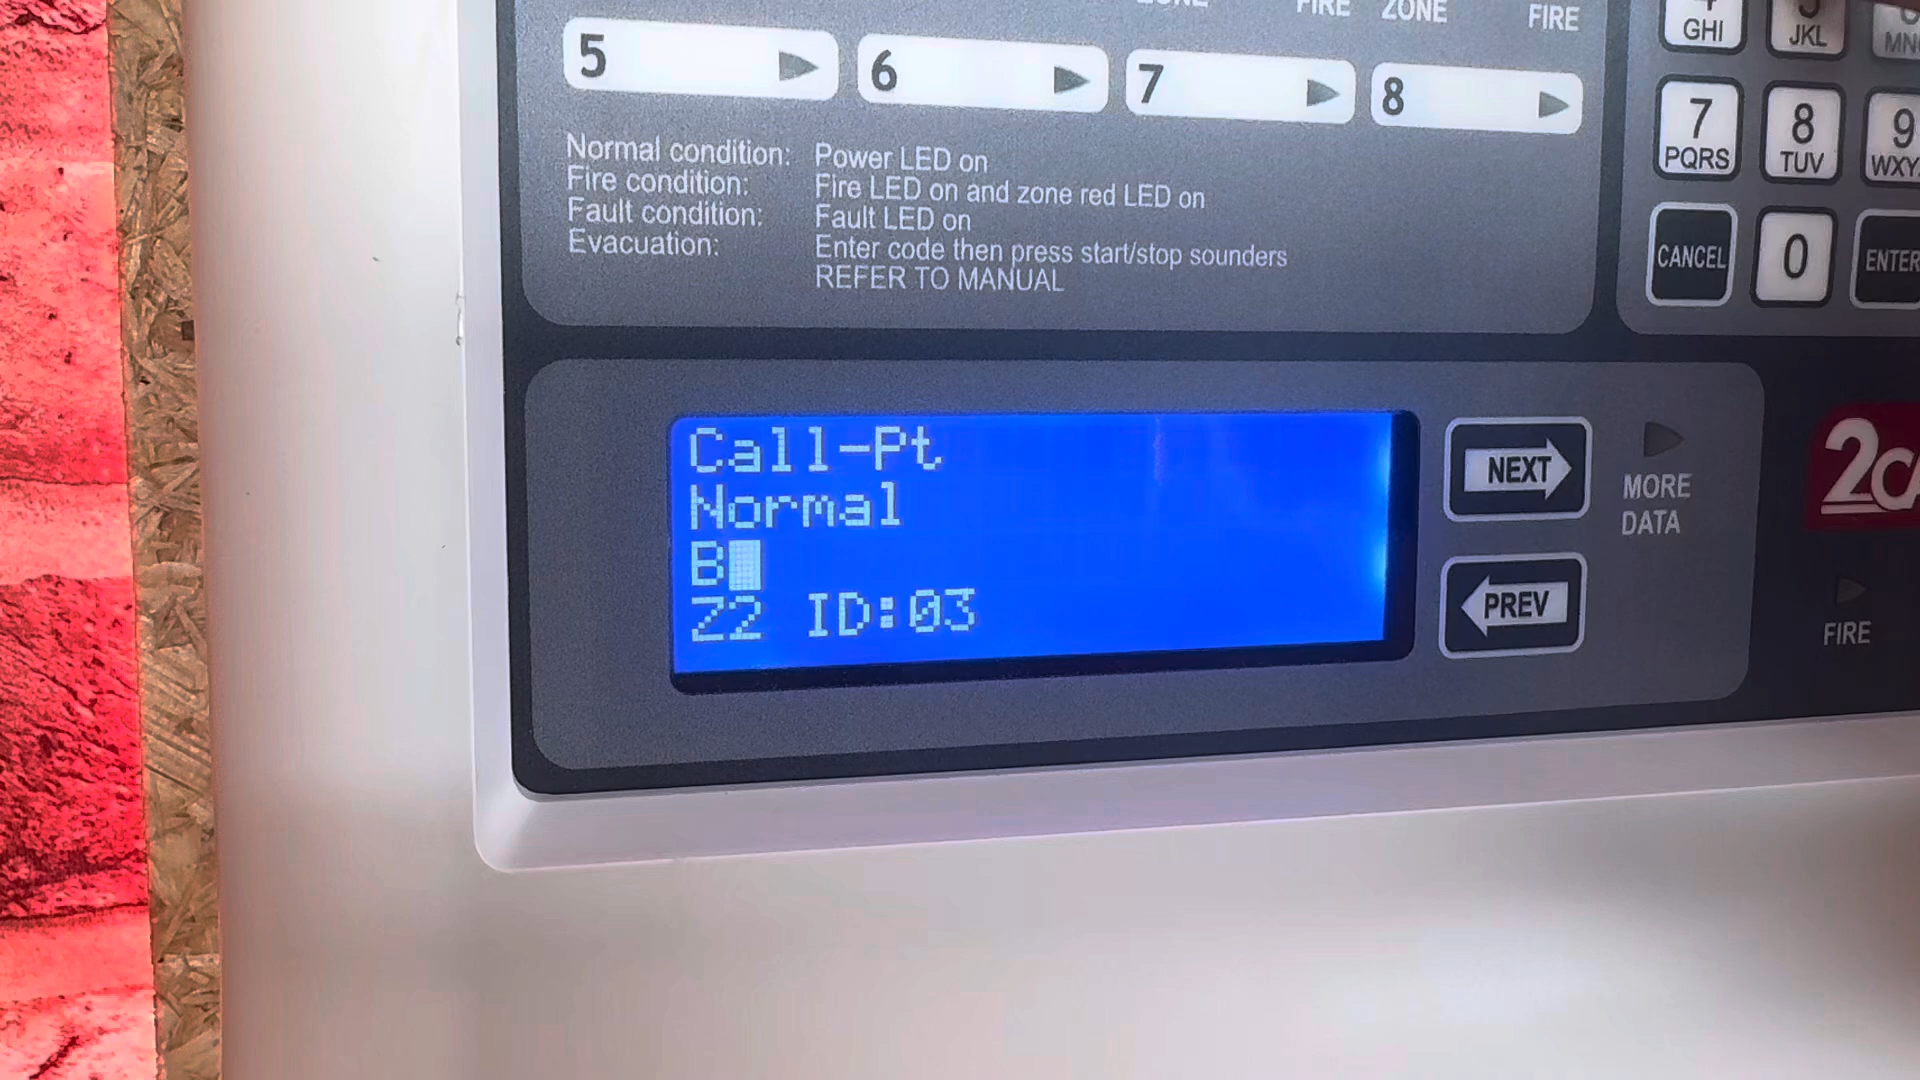 ZONE FIRE ZONE FIRE
5 6 7 8
Normal condition: Power LED on
Fire condition: Fire LED on and zone red LED on
Fault condition: Fault LED on
Evacuation: Enter code then press start/stop sounders
REFER TO MANUAL
GHI JKL
7 8 9
PQRS TUV
CANCEL 0 ENTER
Call-Pt
Normal
B
Z2 ID:03
NEXT
MORE
DATA
PREV
FIRE